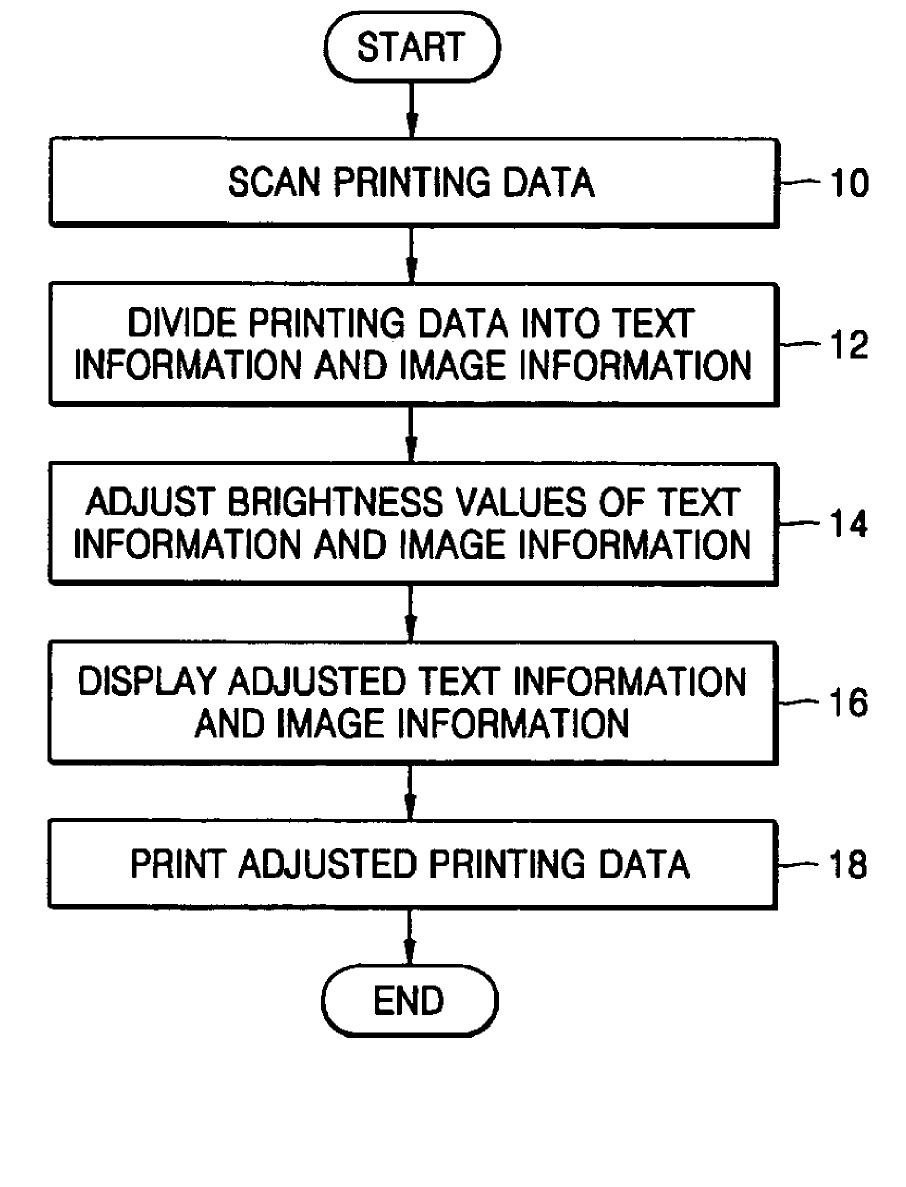 START
SCAN PRINTING DATA
10
DIVIDE PRINTING DATA INTO TEXT
INFORMATION AND IMAGE INFORMATION
12
ADJUST BRIGHTNESS VALUES OF TEXT
INFORMATION AND IMAGE INFORMATION
14
DISPLAY ADJUSTED TEXT INFORMATION
AND IMAGE INFORMATION
16
PRINT ADJUSTED PRINTING DATA
18
END